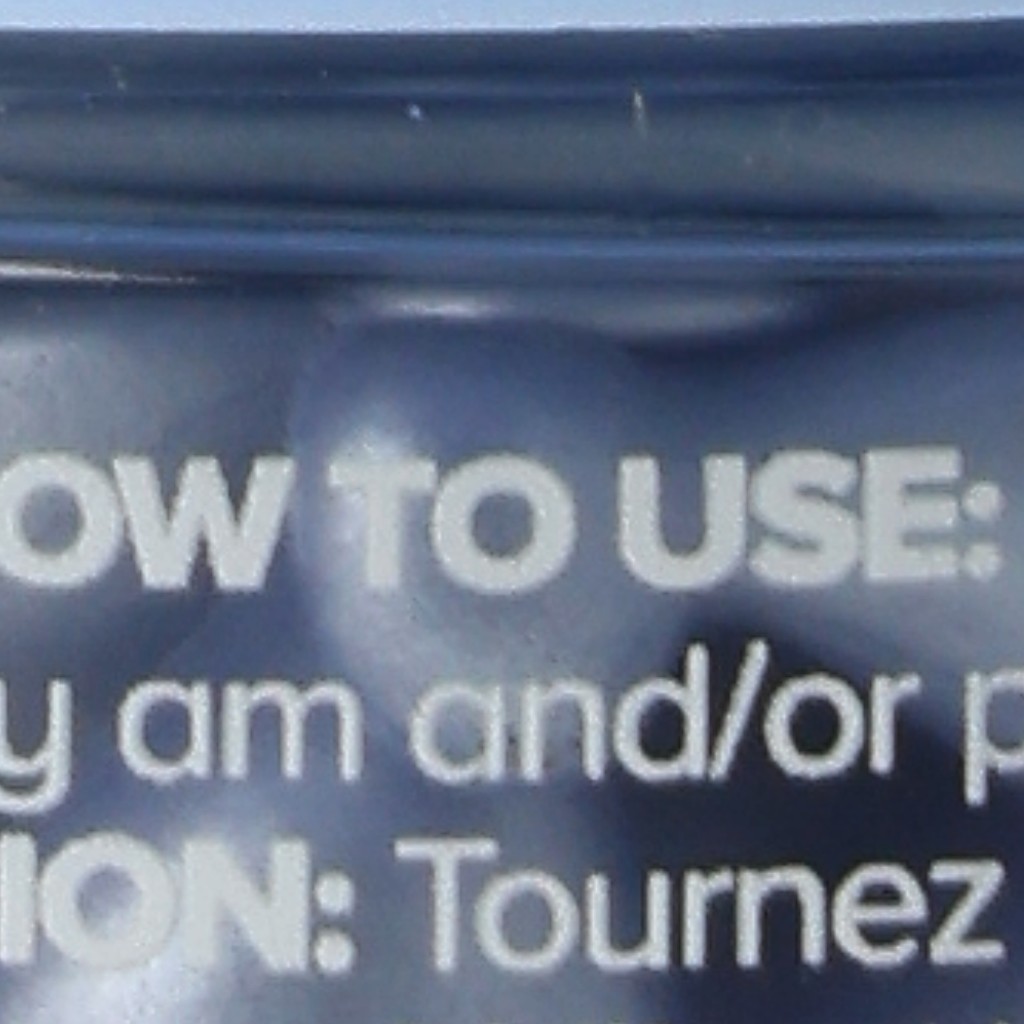 OW TO USE:
y am and/or p
ION: Tournez